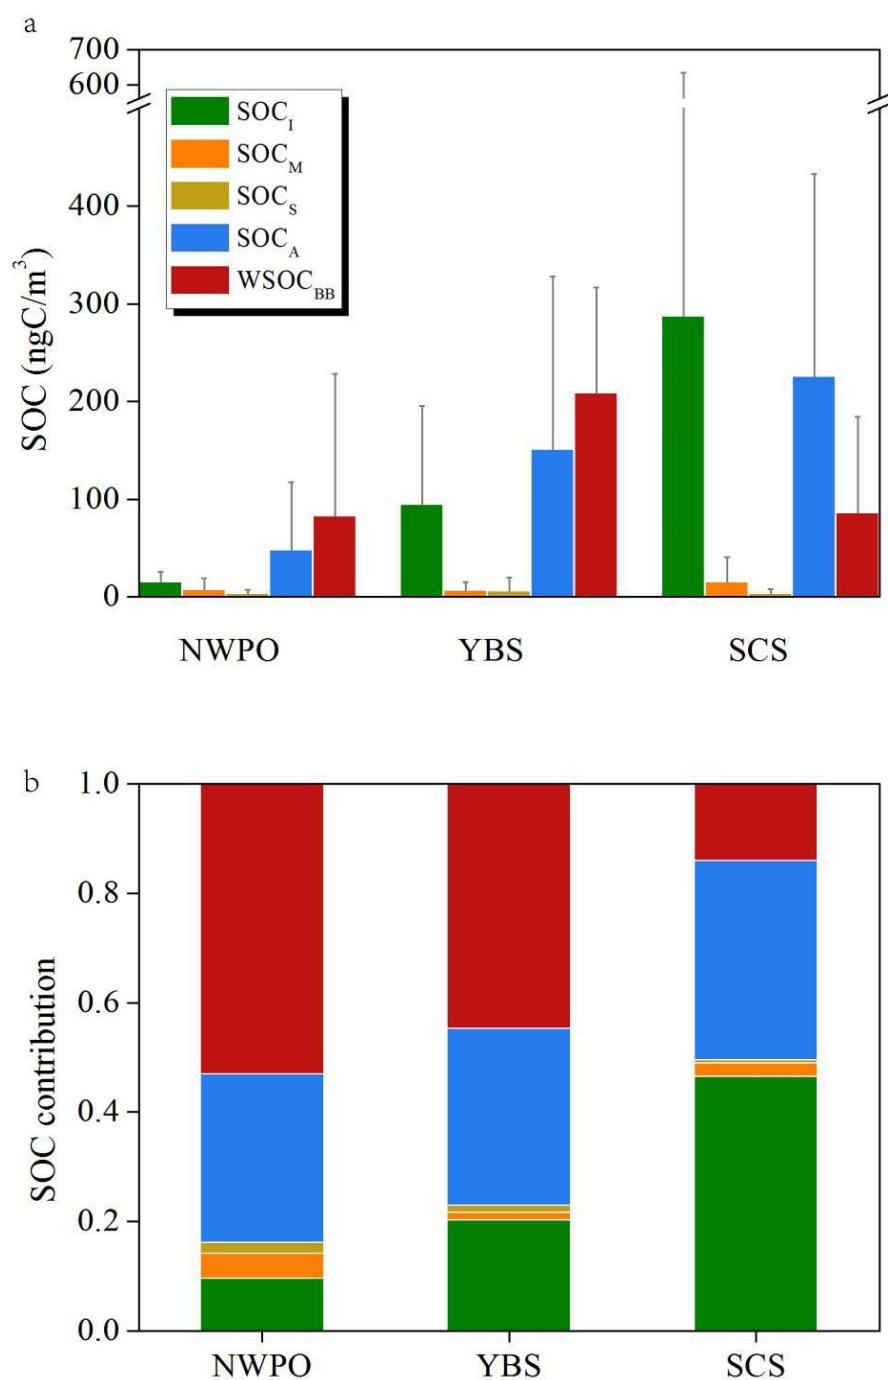 a
700
600
400
300
200
100
0
SOC (ngC/m³)
SOC_I
SOC_M
SOC_S
SOC_A
WSOC_BB
NWPO YBS SCS
b
1.0
0.8
0.6
0.4
0.2
0.0
SOC contribution
NWPO YBS SCS